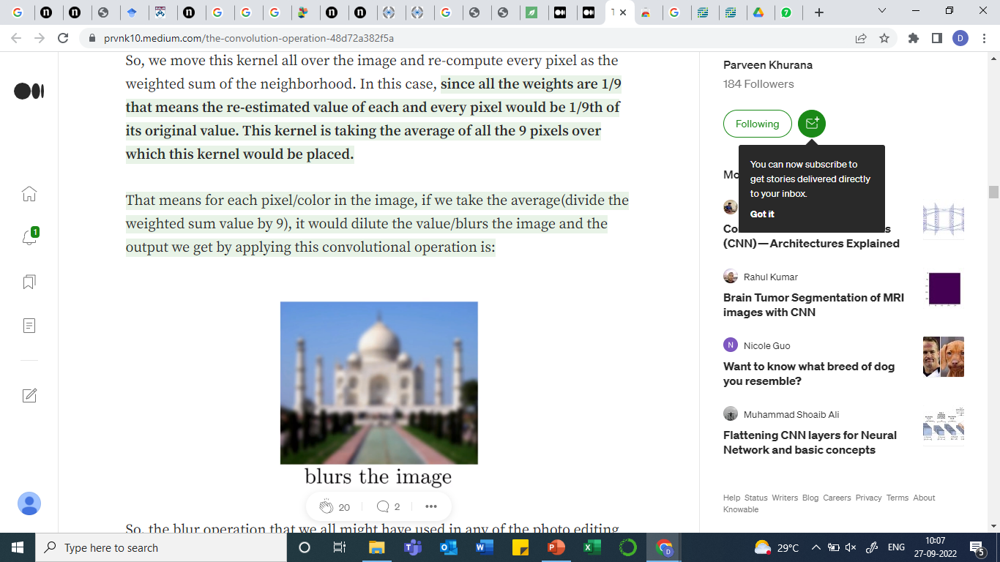 prvnk10.medium.com/the-convolution-operation-48d72a382f5a
D
So, we move this kernel all over the image and re-compute every pixel as the
weighted sum of the neighborhood. In this case, since all the weights are 1/9
that means the re-estimated value of each and every pixel would be 1/9th of
its original value. This kernel is taking the average of all the 9 pixels over
which this kernel would be placed.
That means for each pixel/color in the image, if we take the average(divide the
weighted sum value by 9), it would dilute the value/blurs the image and the
output we get by applying this convolutional operation is:
blurs the image
20
2
So, the blur operation that we all might have used in any of the photo editing
1
Parveen Khurana
184 Followers
Following
You can now subscribe to
get stories delivered directly
to your inbox.
Got it
(CNN)—Architectures Explained
Rahul Kumar
Brain Tumor Segmentation of MRI
images with CNN
N
Nicole Guo
Want to know what breed of dog
you resemble?
Muhammad Shoaib Ali
Flattening CNN layers for Neural
Network and basic concepts
Help Status Writers Blog Careers Privacy Terms About
Knowable
Type here to search
29°C
ENG
10:07
27-09-2022
5